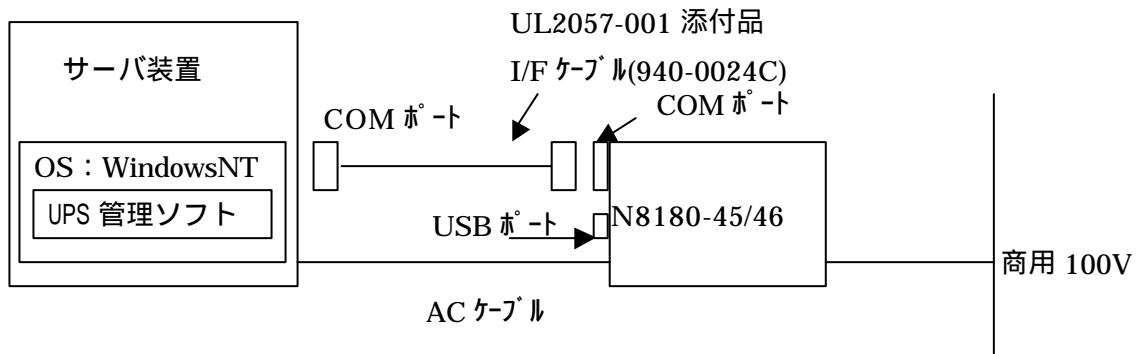 UL2057-001 添付品
サーバ装置
I/F ｹｰﾌﾞﾙ(940-0024C)
COM ﾎﾟｰﾄ
COM ﾎﾟｰﾄ
OS：WindowsNT
UPS 管理ソフト
USB ﾎﾟｰﾄ
N8180-45/46
商用 100V
AC ｹｰﾌﾞﾙ